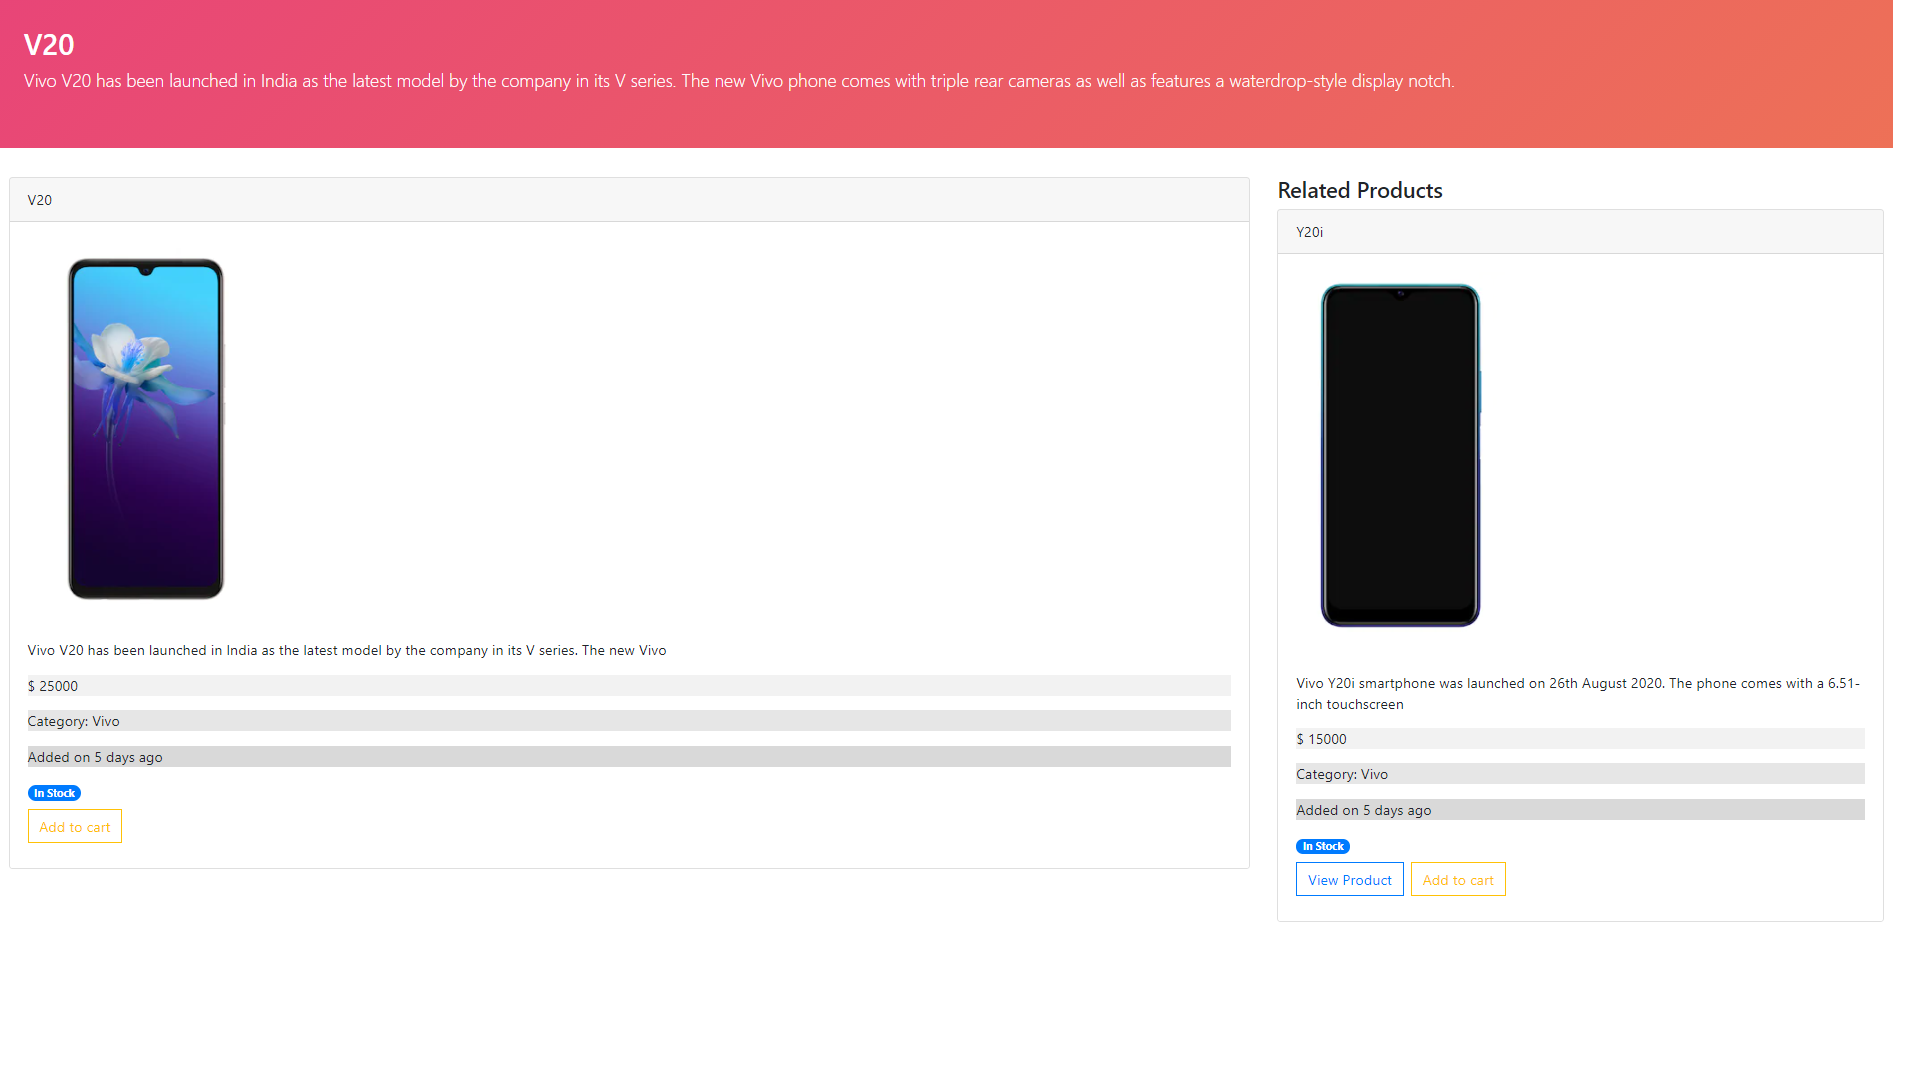 V20
Vivo V20 has been launched in India as the latest model by the company in its V series. The new Vivo phone comes with triple rear cameras as well as features a waterdrop-style display notch.
V20
Vivo V20 has been launched in India as the latest model by the company in its V series. The new Vivo
$ 25000
Category: Vivo
Added on 5 days ago
In Stock
Add to cart
Related Products
Y20i
Vivo Y20i smartphone was launched on 26th August 2020. The phone comes with a 6.51-
inch touchscreen
$ 15000
Category: Vivo
Added on 5 days ago
In Stock
View Product Add to cart